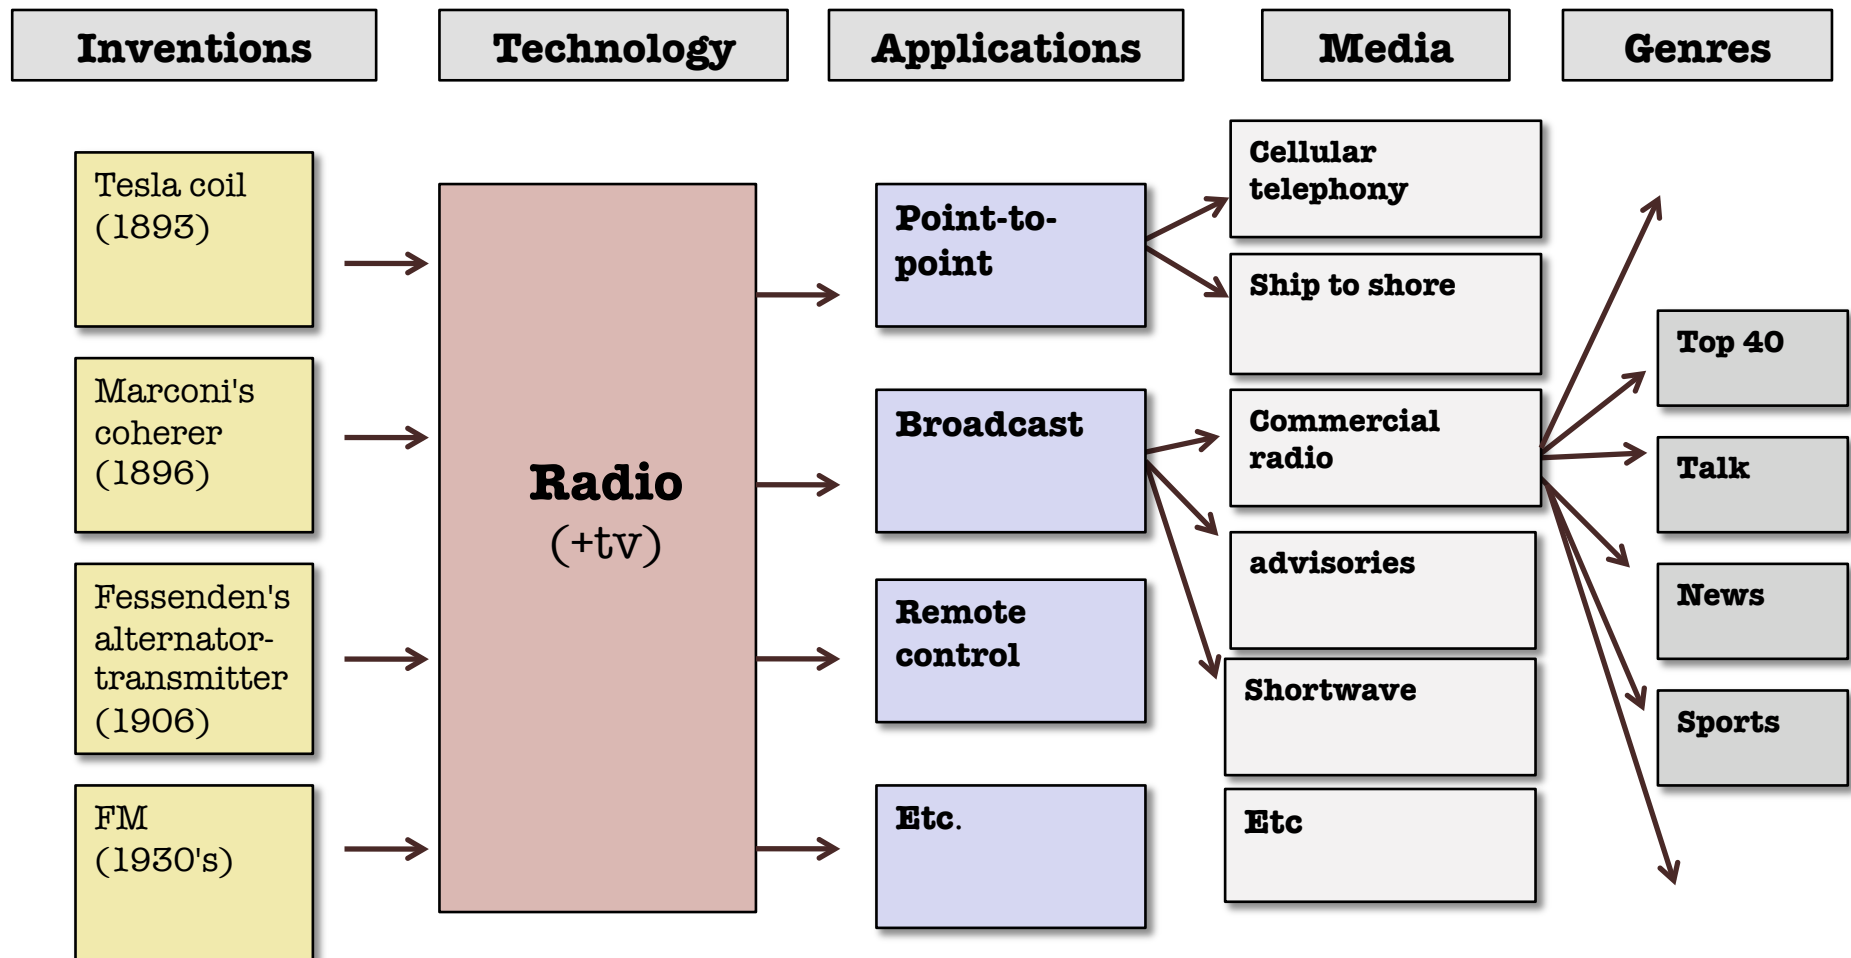 Inventions
Technology
Applications
Media
Genres
Tesla coil
(1893)
Marconi's
coherer
(1896)
Fessenden's
alternator-
transmitter
(1906)
FM
(1930's)
Radio
(+tv)
Point-to-
point
Broadcast
Remote
control
Etc.
Cellular
telephony
Ship to shore
Commercial
radio
advisories
Shortwave
Etc
Top 40
Talk
News
Sports